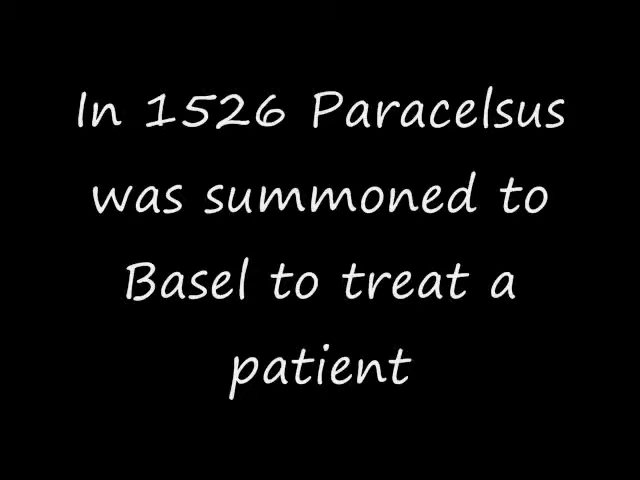 In 1526 Paracelsus
was summoned to
Basel to treat a
patient